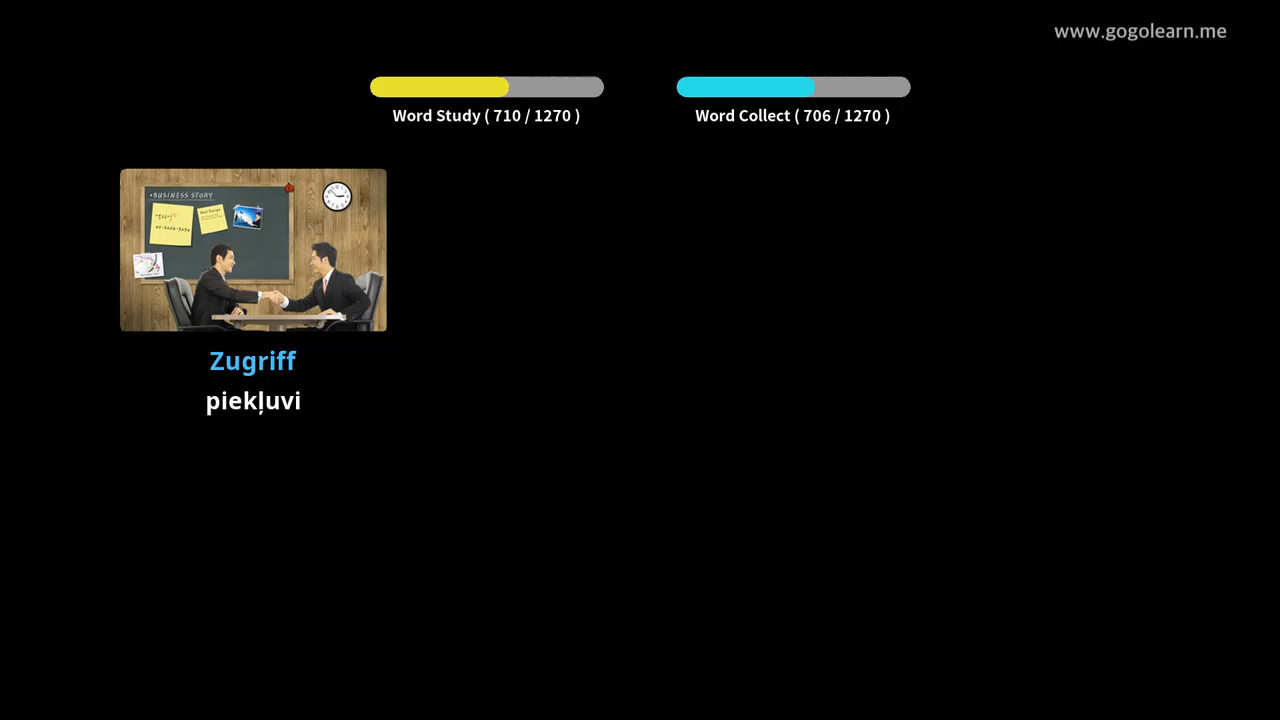 www.gogolearn.me
Word Study ( 710 / 1270 )
Word Collect ( 706 / 1270 )
•BUSINESS STORY
Zugriff
piekļuvi